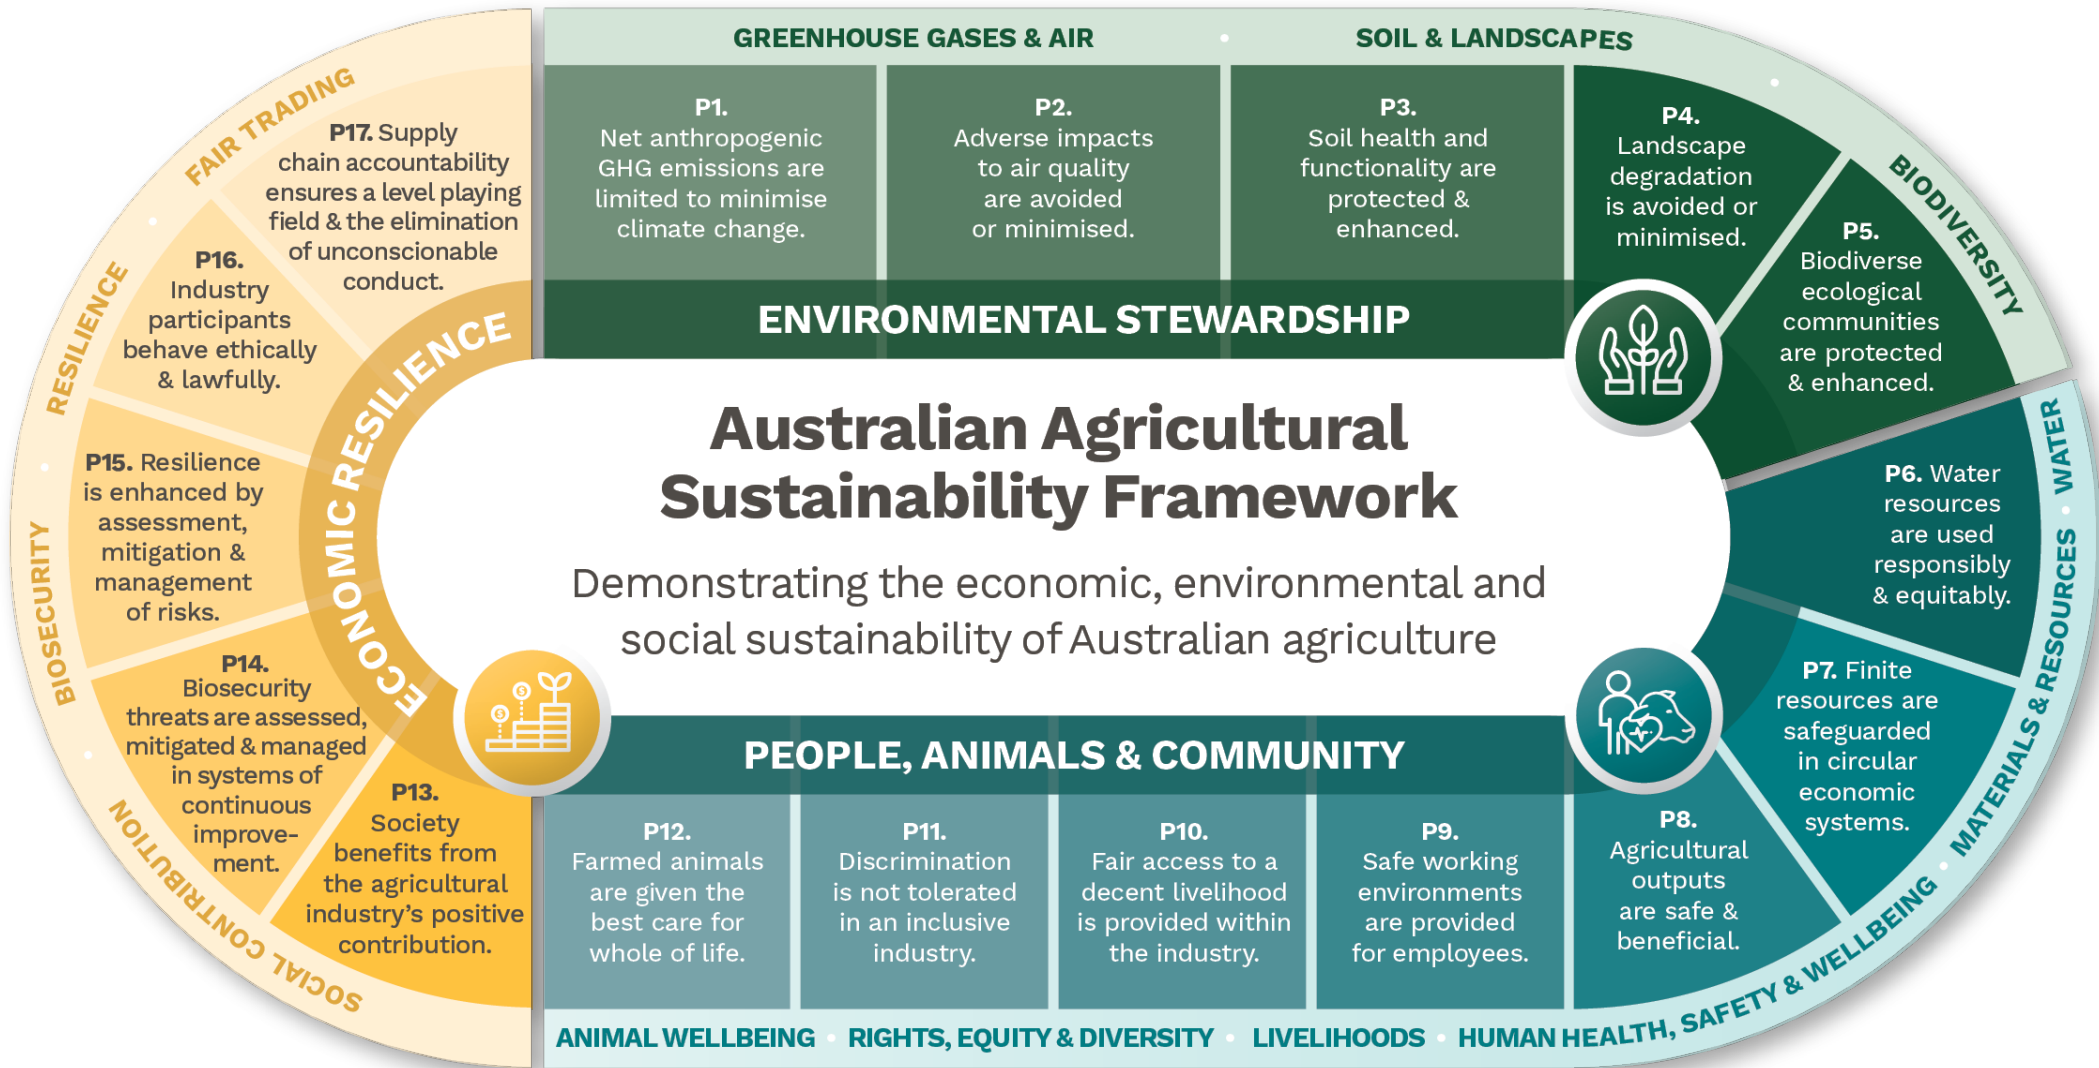 GREENHOUSE GASES & AIR
SOIL & LANDSCAPES
BIODIVERSITY
P1.
Net anthropogenic
GHG emissions are
limited to minimise
climate change.
P2.
Adverse impacts
to air quality
are avoided
or minimised.
P3.
Soil health and
functionality are
protected &
enhanced.
P4.
Landscape
degradation
is avoided or
minimised.
P5.
Biodiverse
ecological
communities
are protected
& enhanced.
ENVIRONMENTAL STEWARDSHIP
Australian Agricultural
Sustainability Framework
Demonstrating the economic, environmental and
social sustainability of Australian agriculture
WATER
MATERIALS & RESOURCES
HUMAN HEALTH, SAFETY & WELLBEING
LIVELIHOODS
RIGHTS, EQUITY & DIVERSITY
ANIMAL WELLBEING
P6. Water
resources
are used
responsibly
& equitably.
P7. Finite
resources are
safeguarded
in circular
economic
systems.
P8.
Agricultural
outputs
are safe &
beneficial.
P9.
Safe working
environments
are provided
for employees.
P10.
Fair access to a
decent livelihood
is provided within
the industry.
P11.
Discrimination
is not tolerated
in an inclusive
industry.
P12.
Farmed animals
are given the
best care for
whole of life.
PEOPLE, ANIMALS & COMMUNITY
SOCIAL CONTRIBUTION
BIOSECURITY
RESILIENCE
FAIR TRADING
P13.
Society
benefits from
the agricultural
industry's positive
contribution.
P14.
Biosecurity
threats are assessed,
mitigated & managed
in systems of
continuous
improve-
ment.
P15. Resilience
is enhanced by
assessment,
mitigation &
management
of risks.
P16.
Industry
participants
behave ethically
& lawfully.
P17. Supply
chain accountability
ensures a level playing
field & the elimination
of unconscionable
conduct.
ECONOMIC RESILIENCE